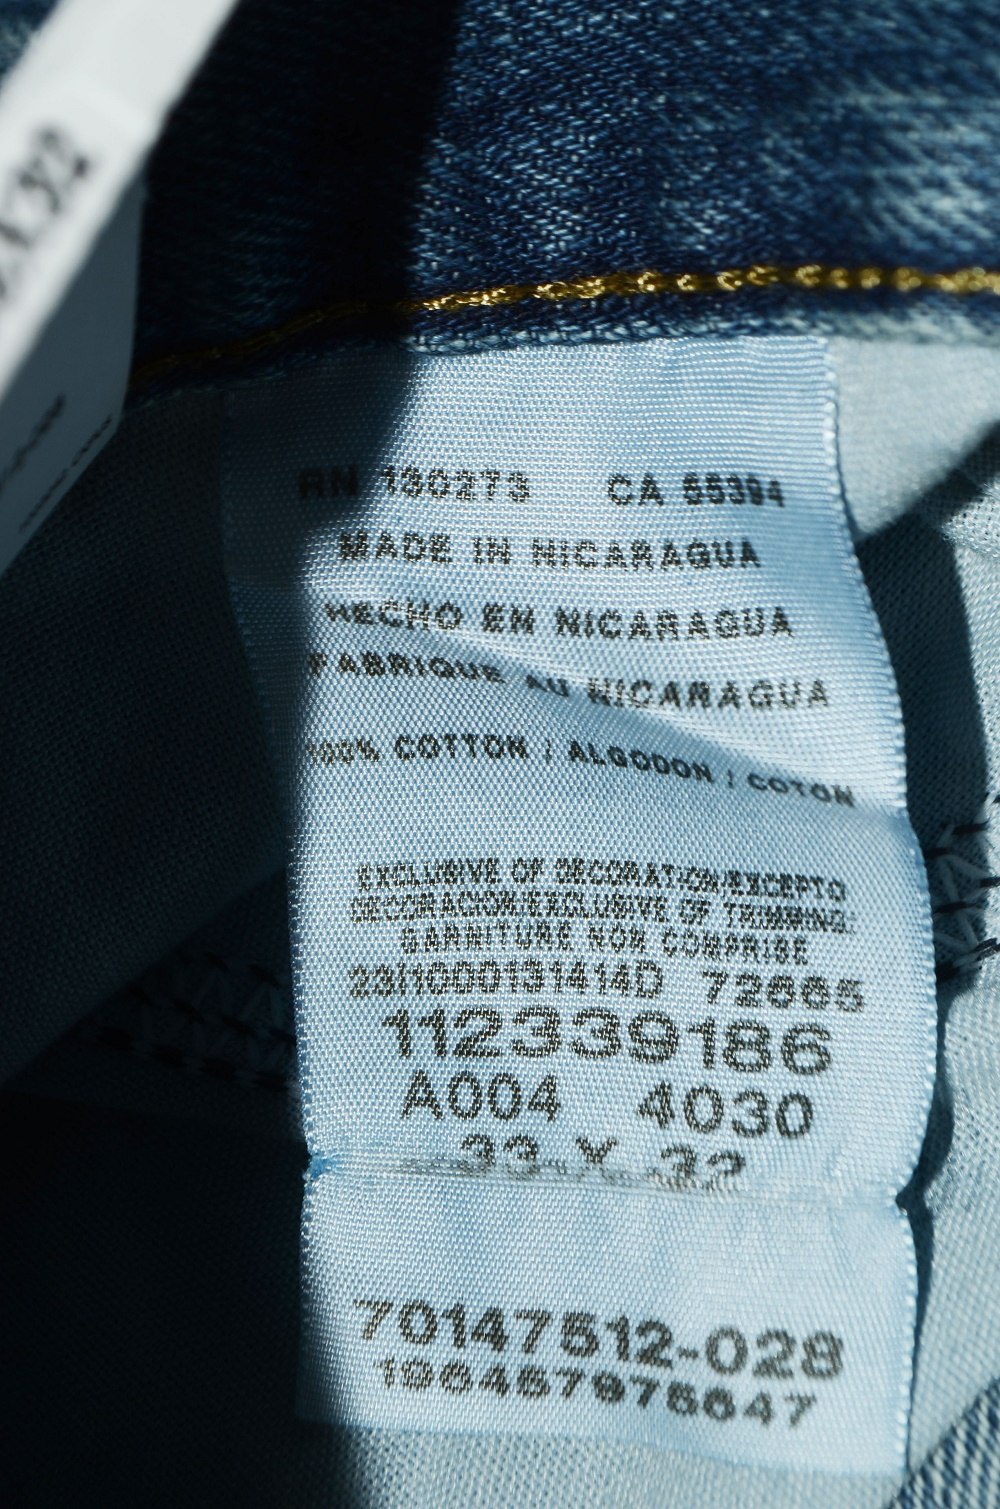 RN 130273 CA 55394
MADE IN NICARAGUA
HECHO EN NICARAGUA
FABRIQUE AU NICARAGUA
100% COTTON / ALGODON / COTON
EXCLUSIVE OF DECORATION/EXCEPTO
DECORACION/EXCLUSIVE OF TRIMMING:
GARNITURE NON COMPRISE
23I1000131414D 72665
112339186
A004 4030
33 X 32
70147512-028
196467976647